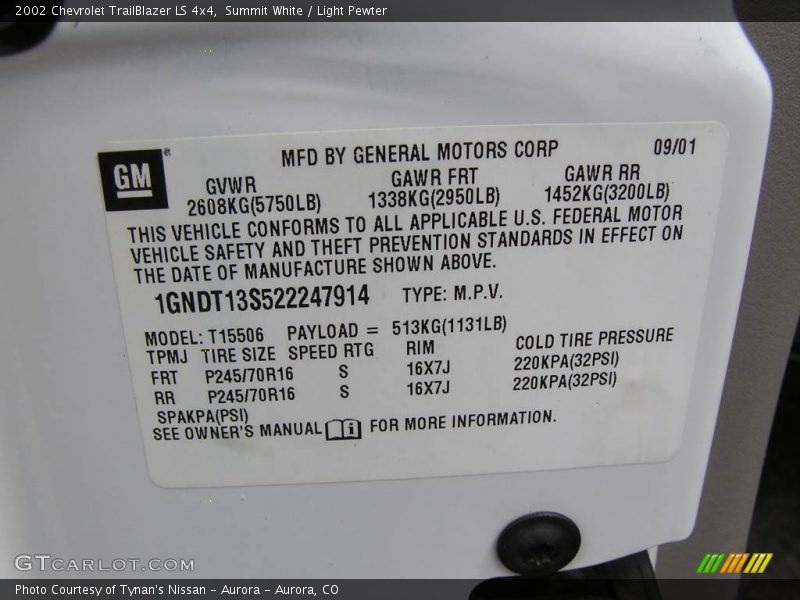 2002 Chevrolet TrailBlazer LS 4x4,  Summit White / Light Pewter
GM®
MFD BY GENERAL MOTORS CORP 09/01
GVWR GAWR FRT GAWR RR
2608KG(5750LB) 1338KG(2950LB) 1452KG(3200LB)
THIS VEHICLE CONFORMS TO ALL APPLICABLE U.S. FEDERAL MOTOR
VEHICLE SAFETY AND THEFT PREVENTION STANDARDS IN EFFECT ON
THE DATE OF MANUFACTURE SHOWN ABOVE.
1GNDT13S522247914 TYPE: M.P.V.
MODEL: T15506 PAYLOAD = 513KG(1131LB)
TPMJ TIRE SIZE SPEED RTG RIM COLD TIRE PRESSURE
FRT P245/70R16 S 16X7J 220KPA(32PSI)
RR P245/70R16 S 16X7J 220KPA(32PSI)
SPAKPA(PSI)
SEE OWNER'S MANUAL FOR MORE INFORMATION.
GTCARLOT.COM
Photo Courtesy of Tynan's Nissan – Aurora – Aurora, CO